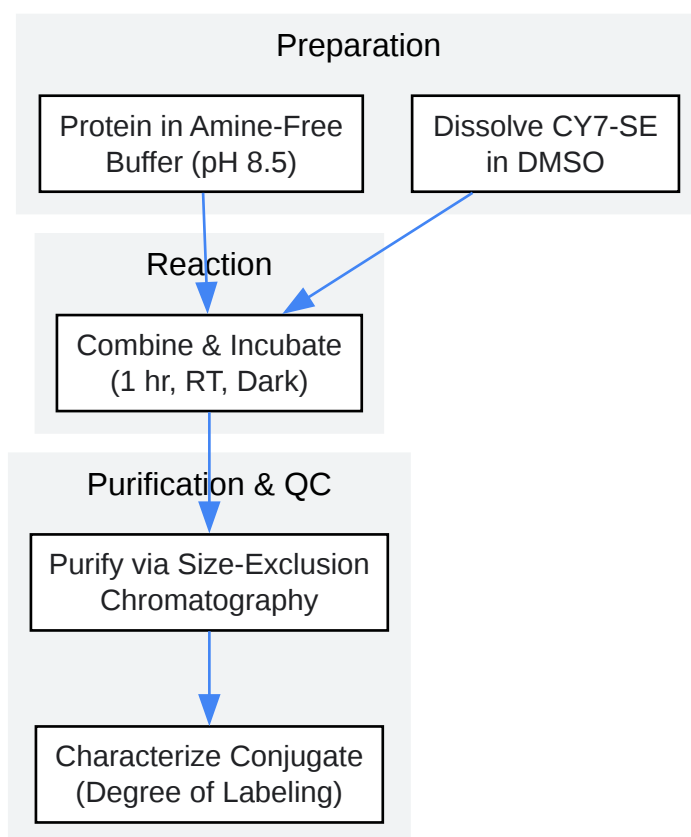 Preparation
Protein in Amine-Free
Buffer (pH 8.5)
Dissolve CY7-SE
in DMSO
Reaction
Combine & Incubate
(1 hr, RT, Dark)
Purification & QC
Purify via Size-Exclusion
Chromatography
Characterize Conjugate
(Degree of Labeling)